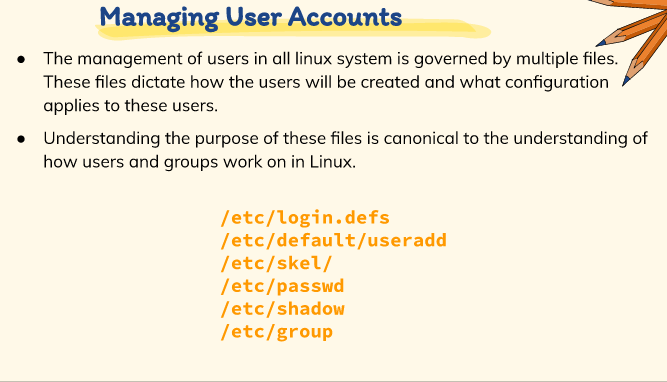 Managing User Accounts
● The management of users in all linux system is governed by multiple files.
These files dictate how the users will be created and what configuration
applies to these users.
● Understanding the purpose of these files is canonical to the understanding of
how users and groups work on in Linux.
/etc/login.defs
/etc/default/useradd
/etc/skel/
/etc/passwd
/etc/shadow
/etc/group